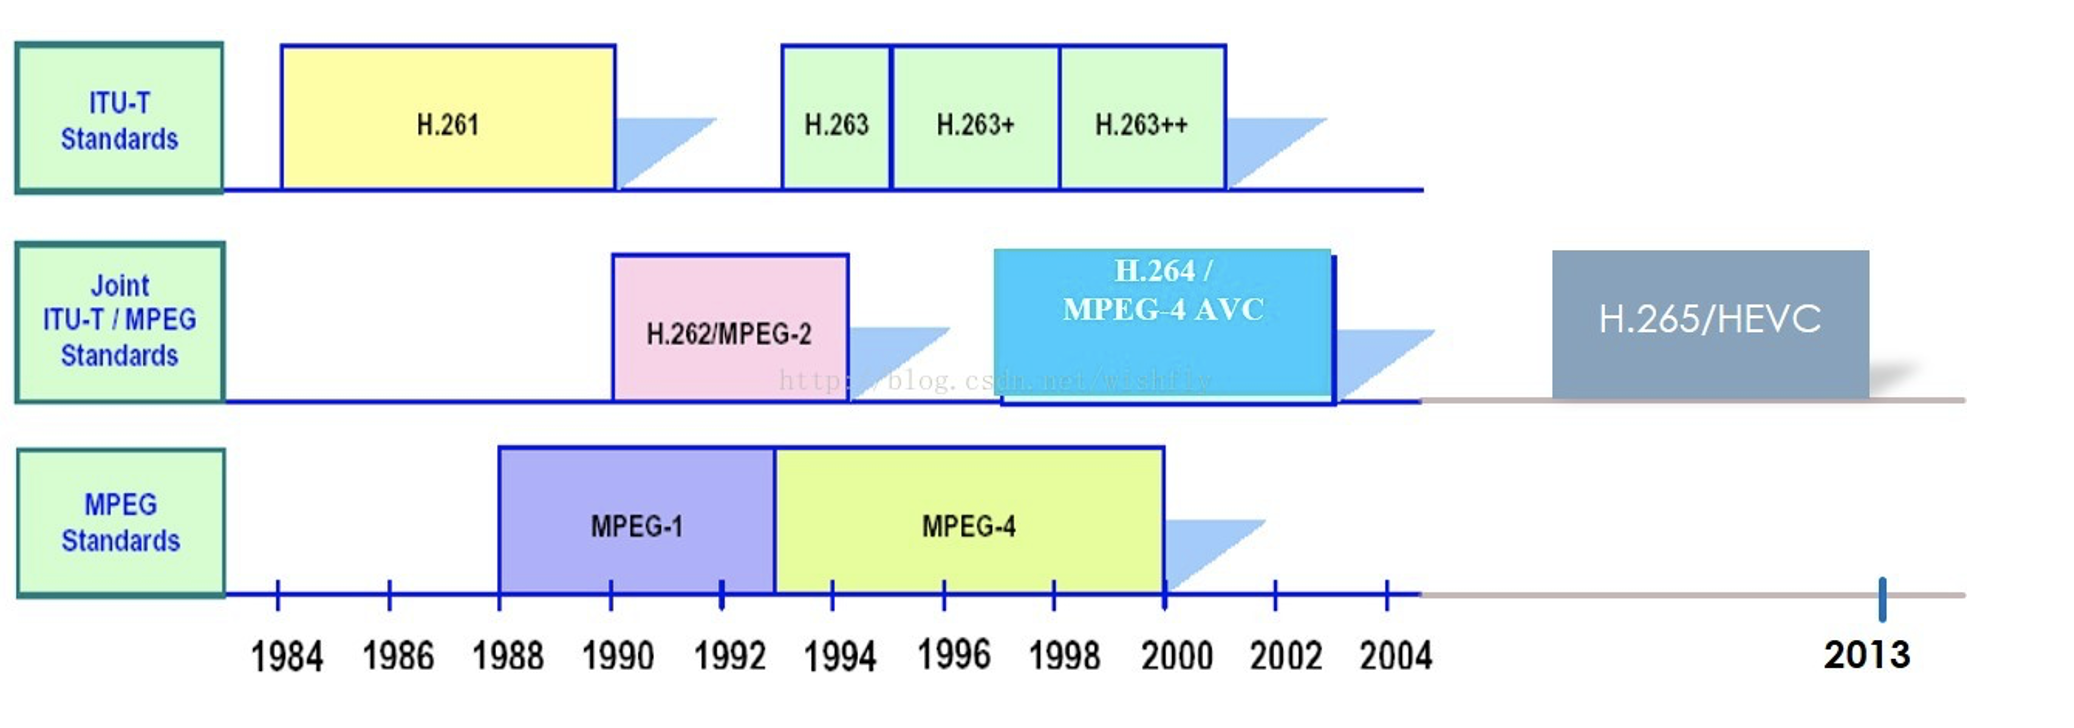 ITU-T
Standards
H.261
H.263
H.263+
H.263++
Joint
ITU-T / MPEG
Standards
H.262/MPEG-2
H.264 /
MPEG-4 AVC
H.265/HEVC
http://blog.csdn.net/wishfly
MPEG
Standards
MPEG-1
MPEG-4
1984 1986 1988 1990 1992 1994 1996 1998 2000 2002 2004 2013